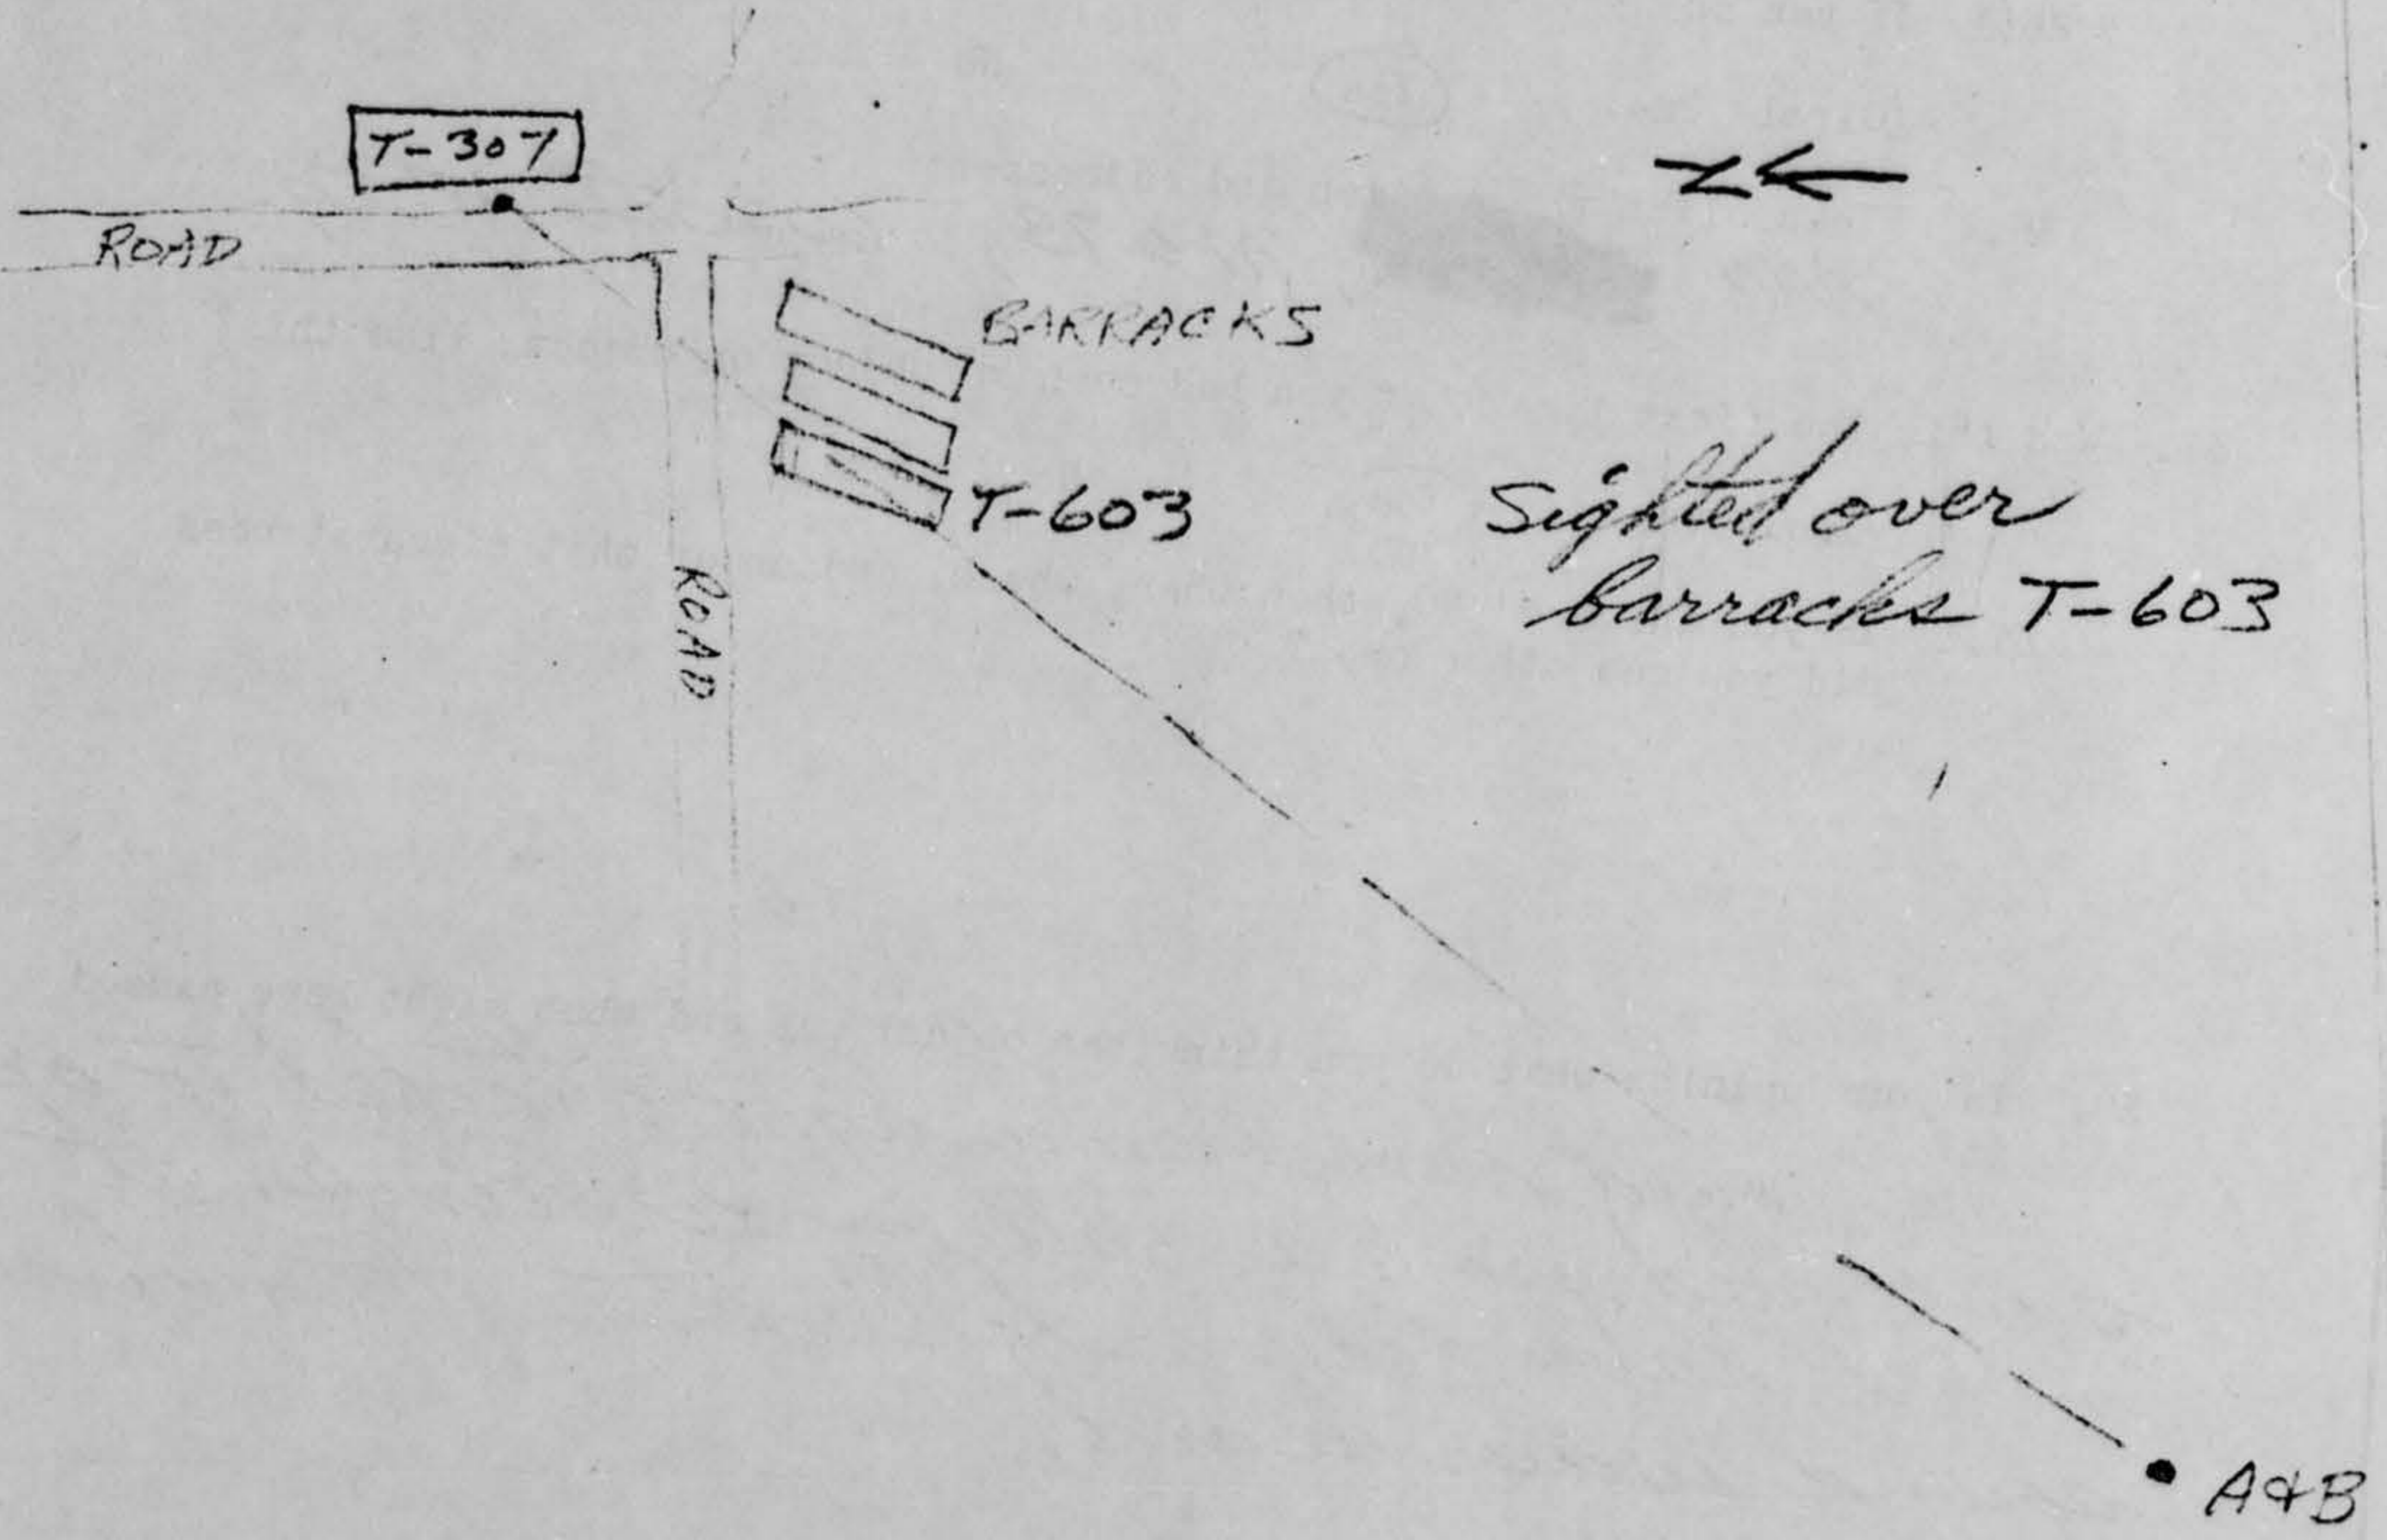 T-307
ROAD
BARRACKS
T-603
ROAD
Sighted over
barracks T-603
N
A&B